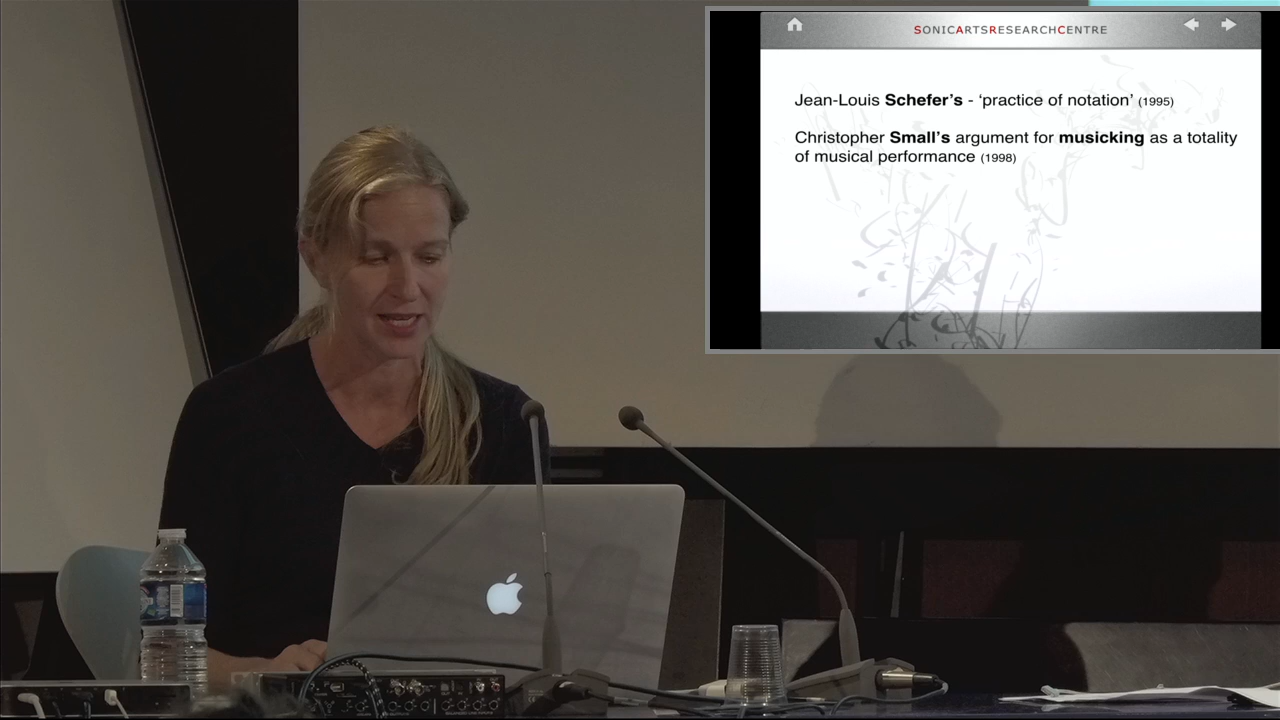 SONICARTSRESEARCHCENTRE
Jean-Louis Schefer's - ‘practice of notation’ (1995)
Christopher Small's argument for musicking as a totality
of musical performance (1998)